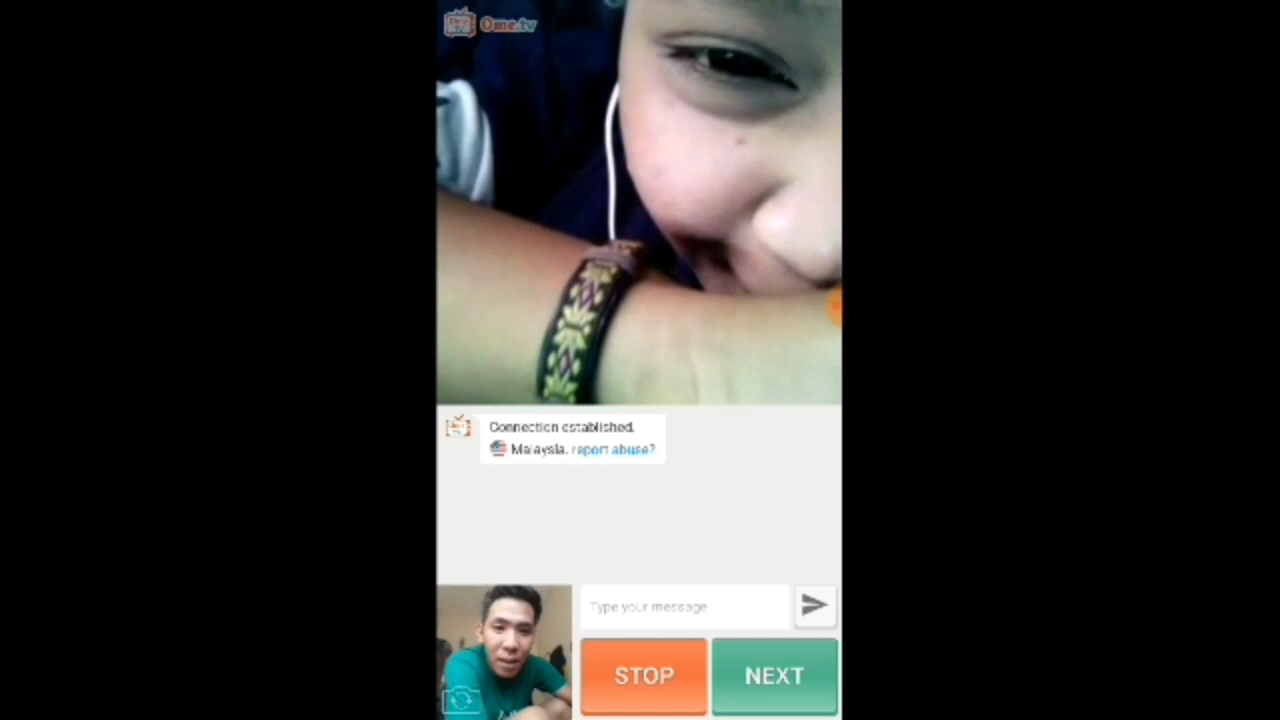 Ome.tv
Connection established.
Malaysia. report abuse?
Type your message
STOP
NEXT